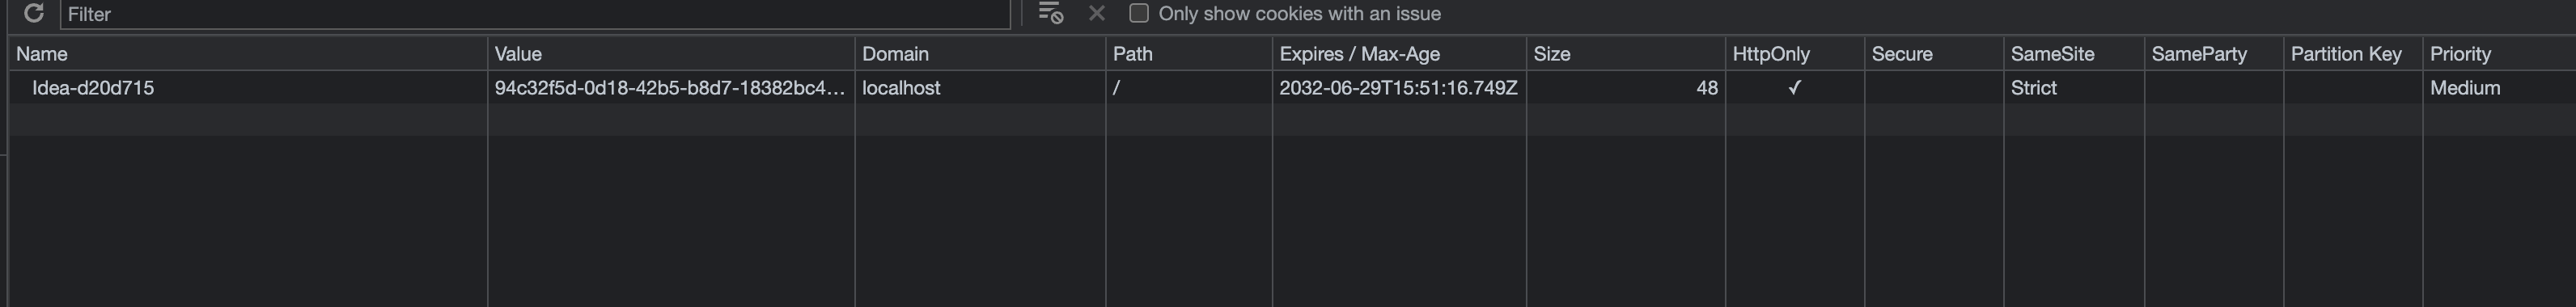 Filter Only show cookies with an issue
Name Value Domain Path Expires / Max-Age Size HttpOnly Secure SameSite SameParty Partition Key Priority
Idea-d20d715 94c32f5d-0d18-42b5-b8d7-18382bc4... localhost / 2032-06-29T15:51:16.749Z 48 ✓ Strict Medium